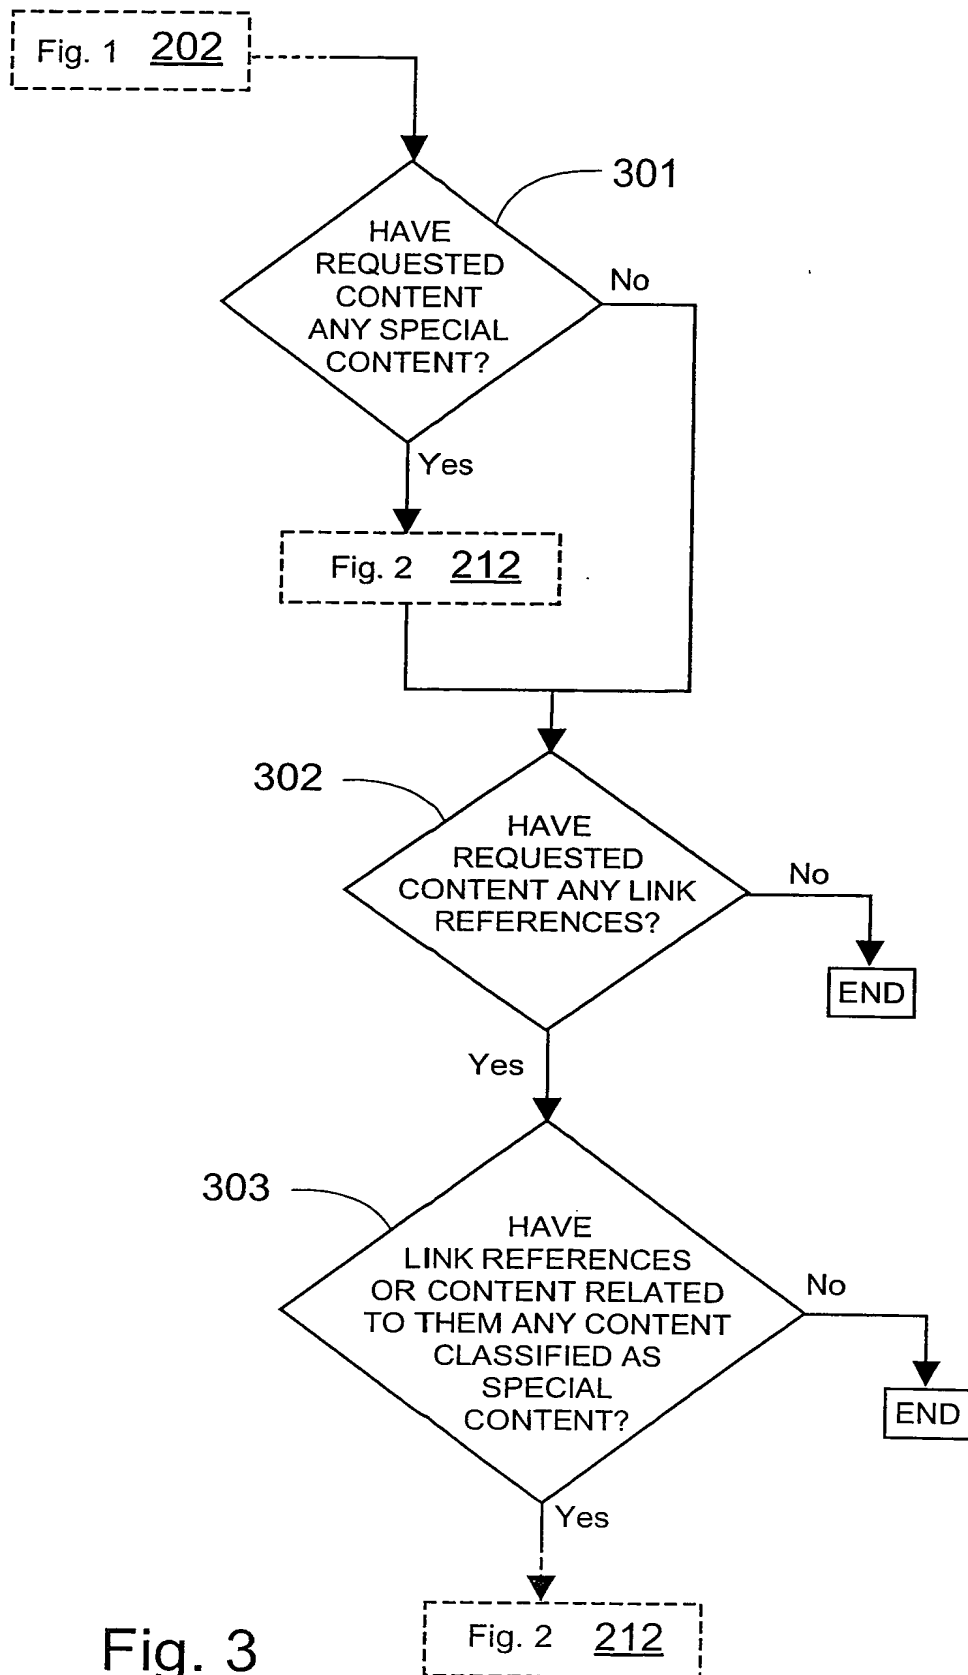 Fig. 1 202
301
HAVE
REQUESTED
CONTENT
ANY SPECIAL
CONTENT?
No
Yes
Fig. 2 212
302
HAVE
REQUESTED
CONTENT ANY LINK
REFERENCES?
No
END
Yes
303
HAVE
LINK REFERENCES
OR CONTENT RELATED
TO THEM ANY CONTENT
CLASSIFIED AS
SPECIAL
CONTENT?
No
END
Yes
Fig. 2 212
Fig. 3